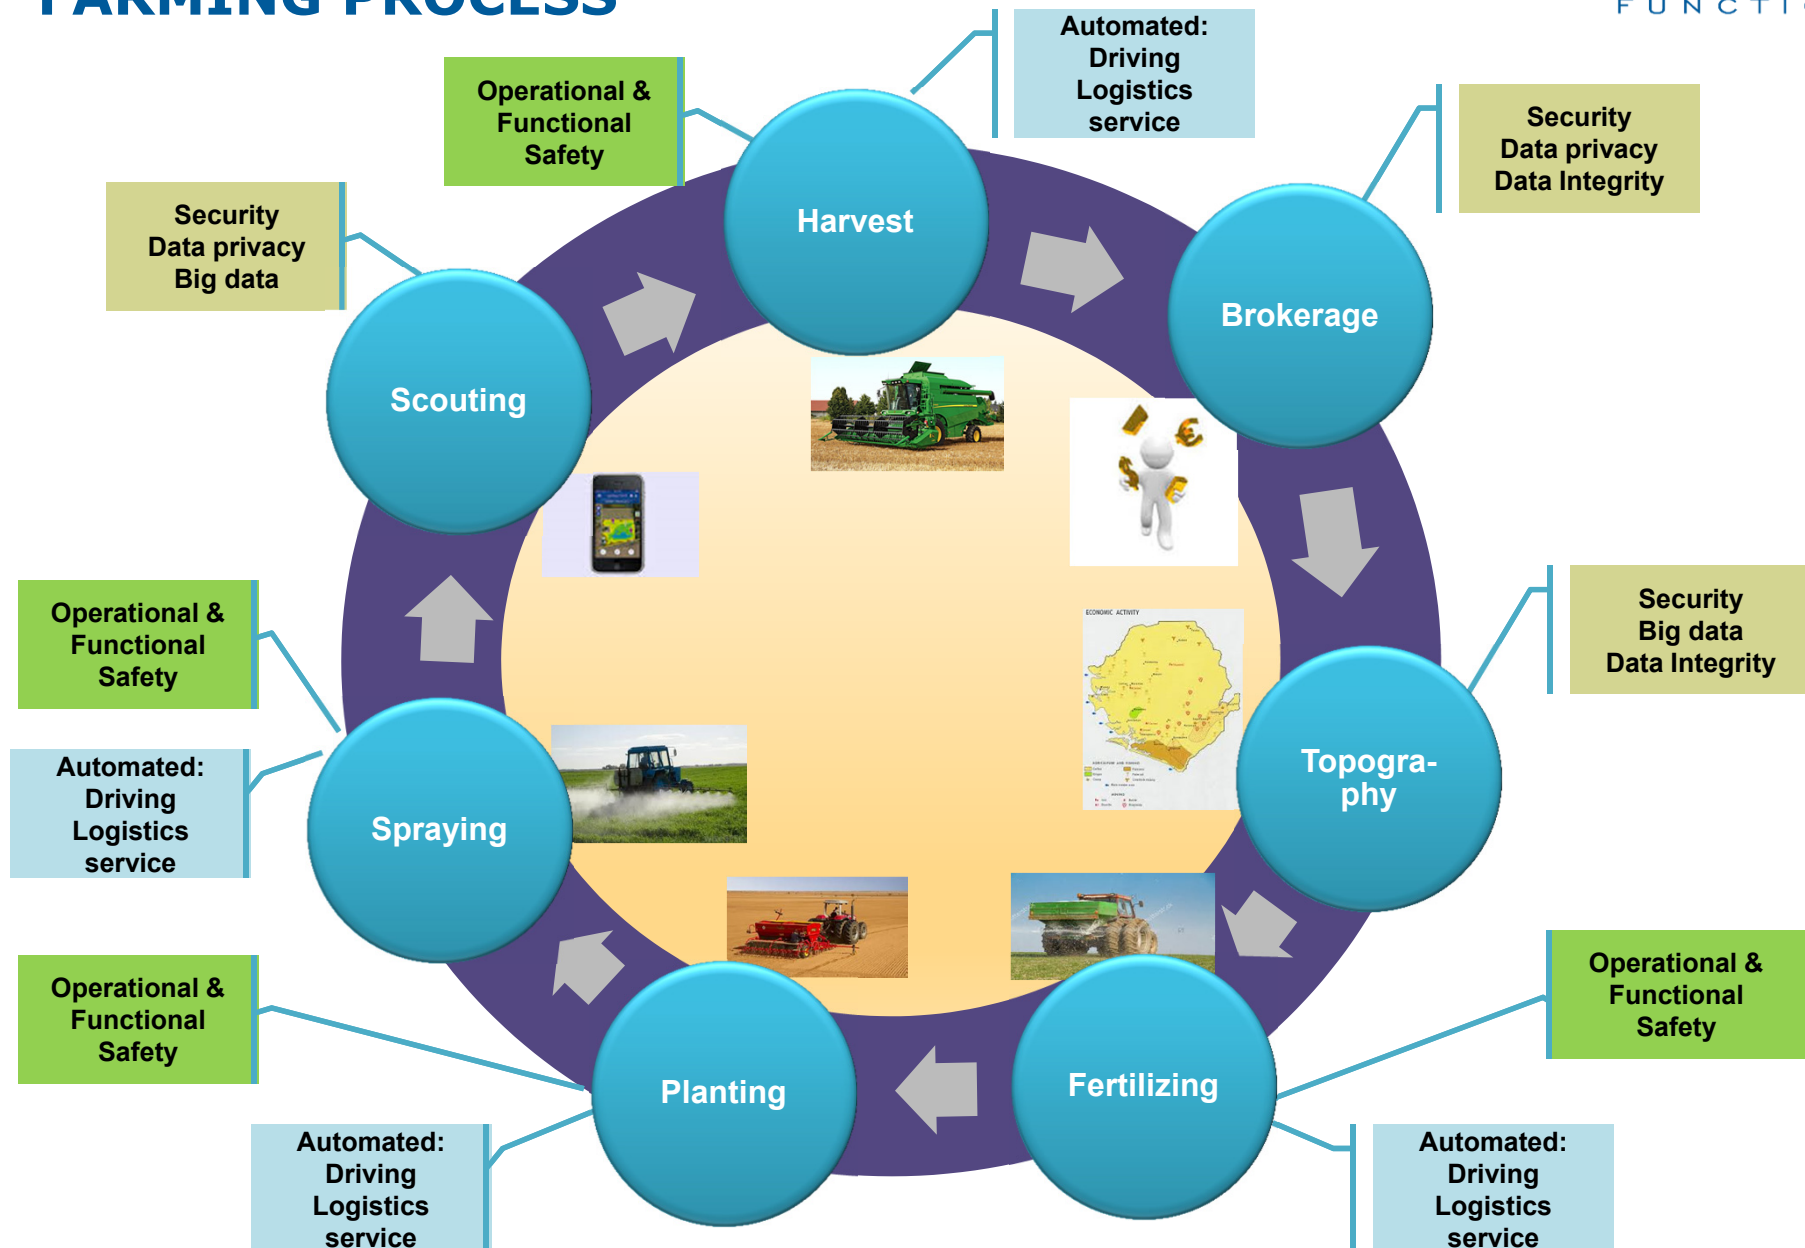 FARMING PROCESS
Automated:
Driving
Logistics
service
Operational &
Functional
Safety
Security
Data privacy
Data Integrity
Harvest
Security
Data privacy
Big data
Brokerage
Scouting
Operational &
Functional
Safety
ECONOMIC ACTIVITY
Security
Big data
Data Integrity
Automated:
Driving
Logistics
service
Spraying
Topogra-
phy
Operational &
Functional
Safety
Operational &
Functional
Safety
Planting
Fertilizing
Automated:
Driving
Logistics
service
Automated:
Driving
Logistics
service